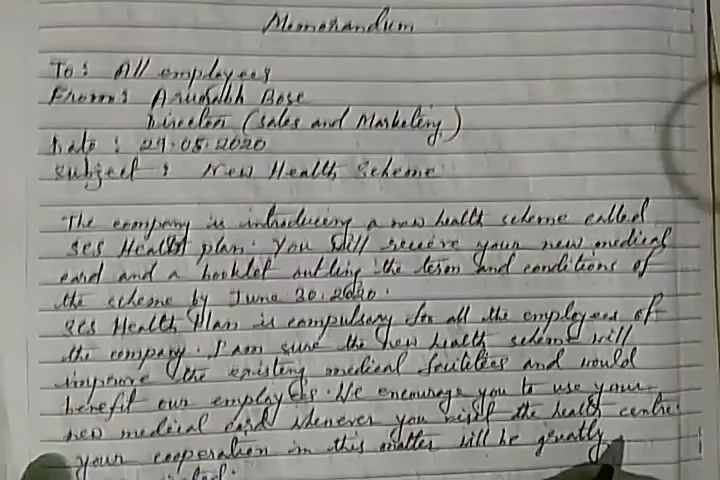 Memorandum
To : All employees
From : Anubabh Bose
Director (Sales and Marketing)
Date : 29.05.2020
Subject : New Health Scheme
The company is introducing a new health scheme called
Health plan. You will receive your new medical
card and a booklet outlling the term and conditions of
the scheme by June 30.2020.
Health Plan is compulsory for all the employees of
the company. I am sure the new health scheme will
improve the existing medical facilities and would
benefit our employees. We encourage you to use your
new medical card whenever you visit the health centre.
your cooperation in this matter will be greatly